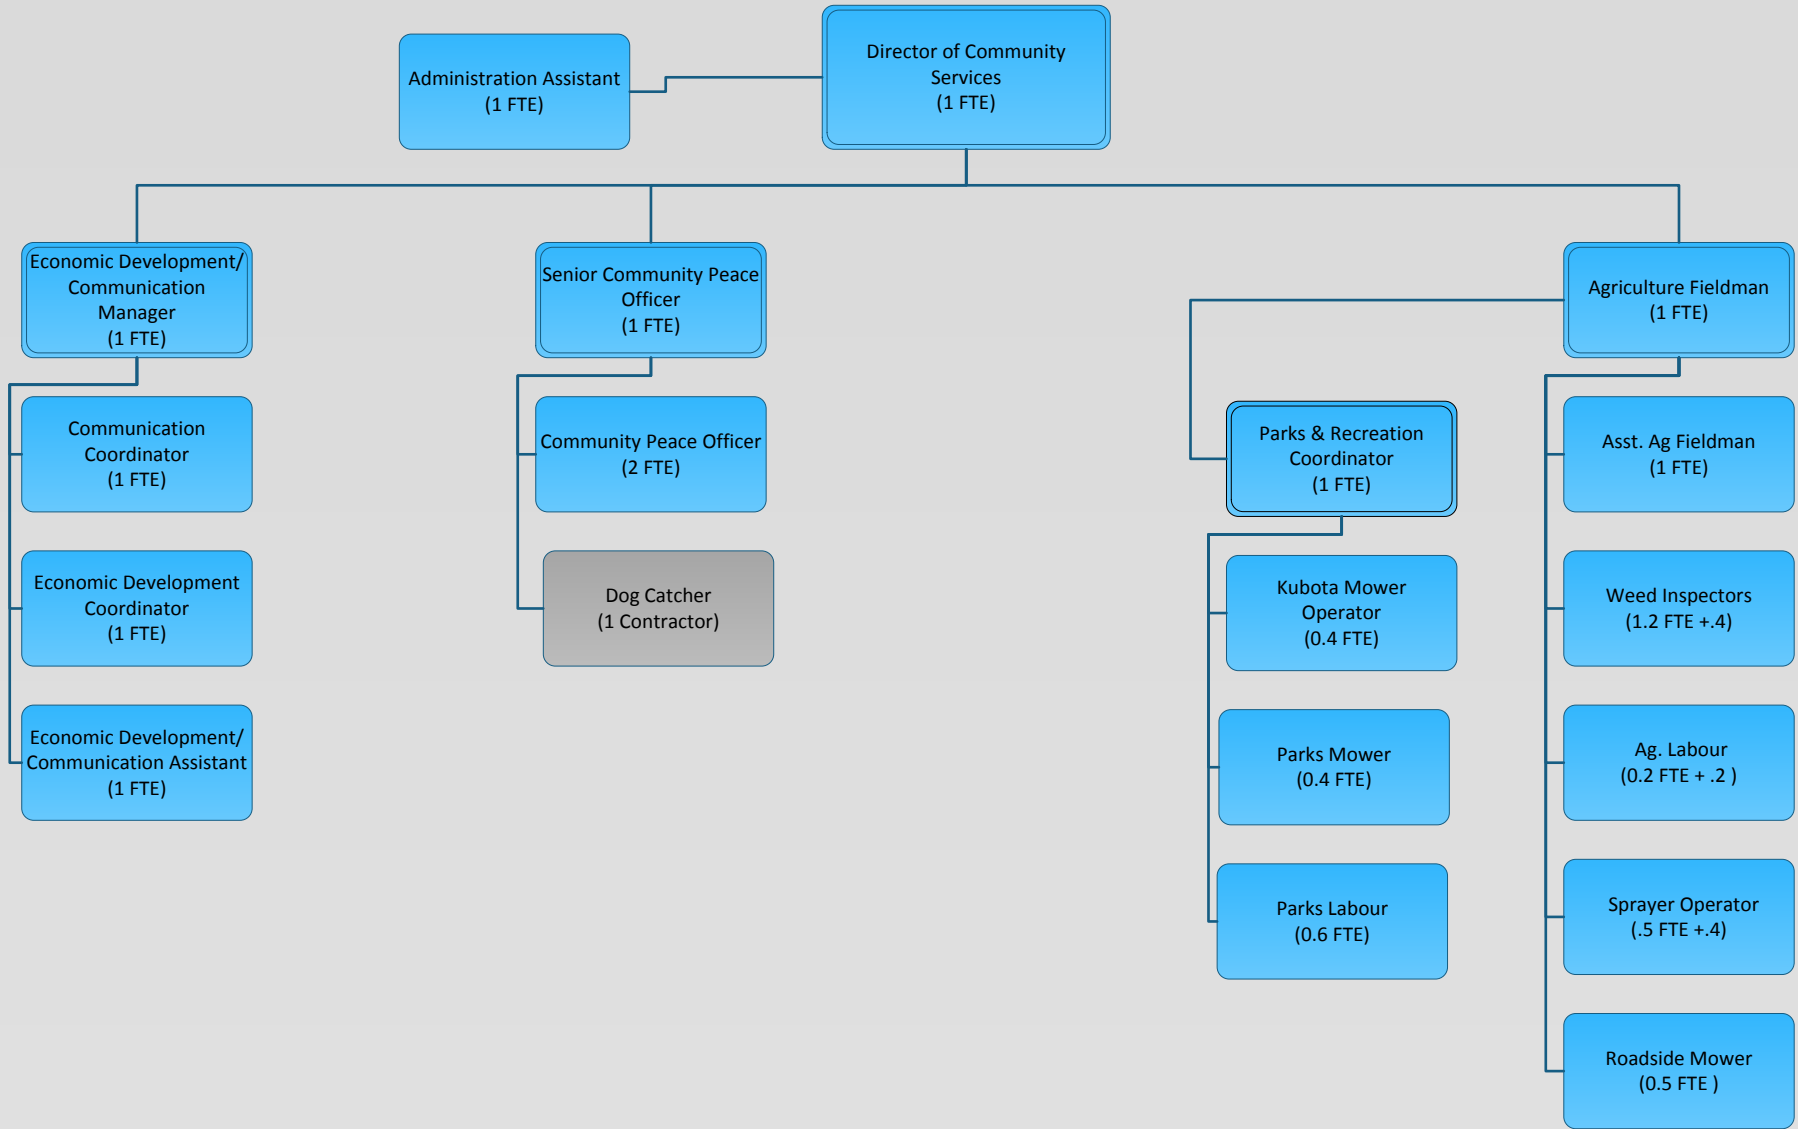 Administration Assistant
(1 FTE)
Director of Community
Services
(1 FTE)
Economic Development/
Communication
Manager
(1 FTE)
Communication
Coordinator
(1 FTE)
Economic Development
Coordinator
(1 FTE)
Economic Development/
Communication Assistant
(1 FTE)
Senior Community Peace
Officer
(1 FTE)
Community Peace Officer
(2 FTE)
Dog Catcher
(1 Contractor)
Agriculture Fieldman
(1 FTE)
Parks & Recreation
Coordinator
(1 FTE)
Kubota Mower
Operator
(0.4 FTE)
Parks Mower
(0.4 FTE)
Parks Labour
(0.6 FTE)
Asst. Ag Fieldman
(1 FTE)
Weed Inspectors
(1.2 FTE +.4)
Ag. Labour
(0.2 FTE + .2 )
Sprayer Operator
(.5 FTE +.4)
Roadside Mower
(0.5 FTE )